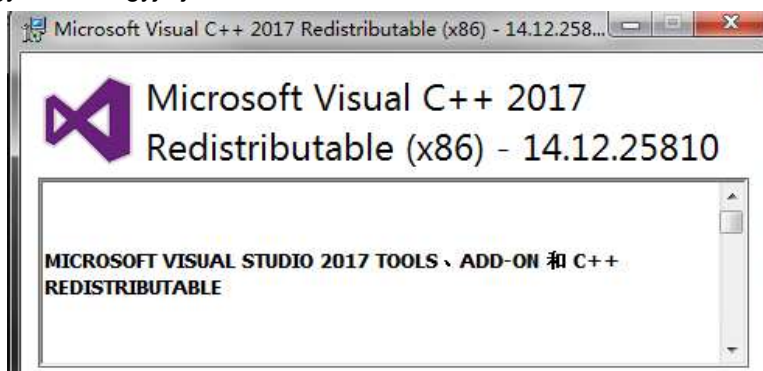 Microsoft Visual C++ 2017 Redistributable (x86) - 14.12.258...
Microsoft Visual C++ 2017
Redistributable (x86) - 14.12.25810
MICROSOFT VISUAL STUDIO 2017 TOOLS、ADD-ON 和 C++
REDISTRIBUTABLE